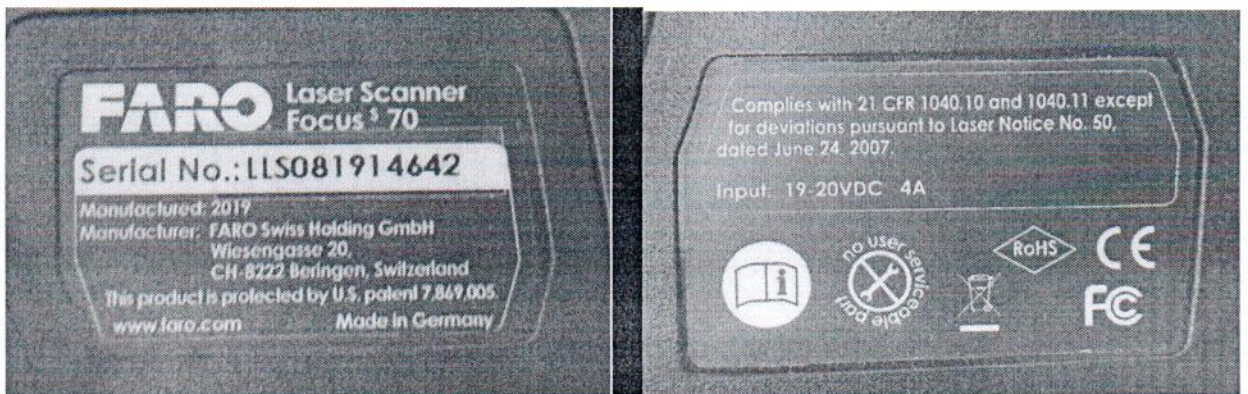 FARO Laser Scanner
Focus S 70
Serial No.: LLS081914642
Manufactured: 2019
Manufacturer: FARO Swiss Holding GmbH
Wiesengasse 20,
CH-8222 Beringen, Switzerland
This product is protected by U.S. patent 7,869,005.
www.faro.com Made in Germany
Complies with 21 CFR 1040.10 and 1040.11 except
for deviations pursuant to Laser Notice No. 50,
dated June 24, 2007.
Input: 19-20VDC 4A
i
no user serviceable part
RoHS CE
FC